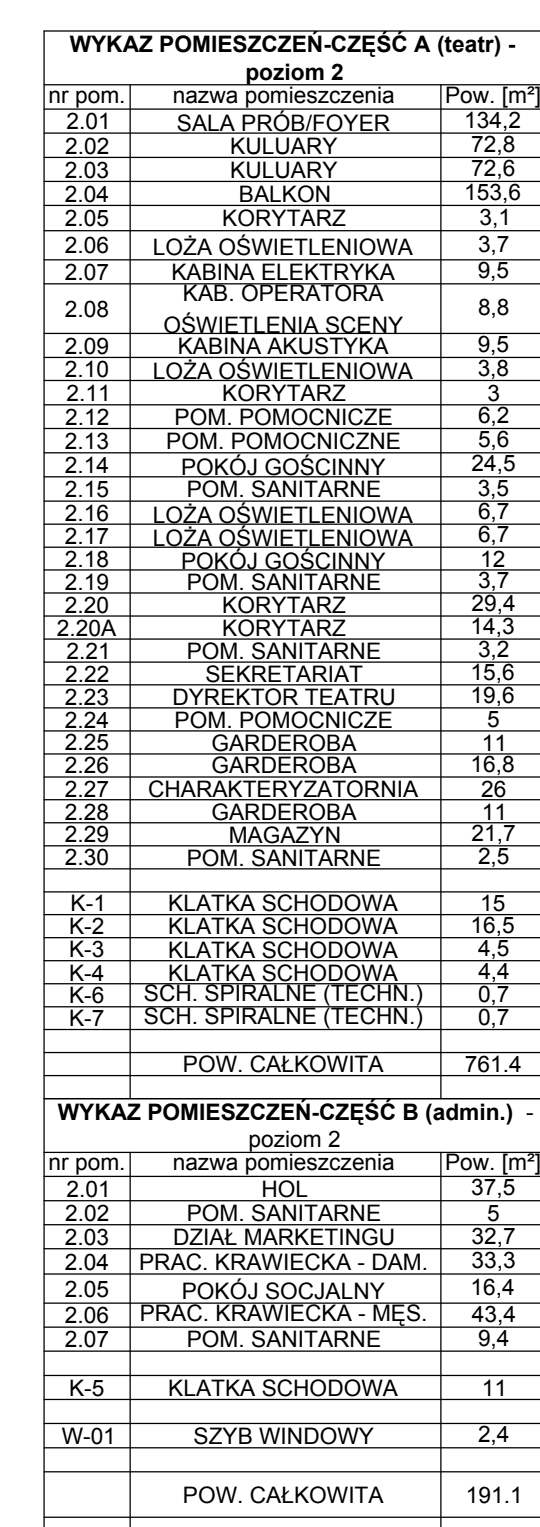 WYKAZ POMIESZCZEŃ-CZĘŚĆ A (teatr) -
poziom 2
nr pom. nazwa pomieszczenia Pow. [m²]
2.01 SALA PRÓB/FOYER 134,2
2.02 KULUARY 72,8
2.03 KULUARY 72,6
2.04 BALKON 153,6
2.05 KORYTARZ 3,1
2.06 LOŻA OŚWIETLENIOWA 3,7
2.07 KABINA ELEKTRYKA 9,5
2.08 KAB. OPERATORA
OŚWIETLENIA SCENY 8,8
2.09 KABINA AKUSTYKA 9,5
2.10 LOŻA OŚWIETLENIOWA 3,8
2.11 KORYTARZ 3
2.12 POM. POMOCNICZE 6,2
2.13 POM. POMOCNICZNE 5,6
2.14 POKÓJ GOŚCINNY 24,5
2.15 POM. SANITARNE 3,5
2.16 LOŻA OŚWIETLENIOWA 6,7
2.17 LOŻA OŚWIETLENIOWA 6,7
2.18 POKÓJ GOŚCINNY 12
2.19 POM. SANITARNE 3,7
2.20 KORYTARZ 29,4
2.20A KORYTARZ 14,3
2.21 POM. SANITARNE 3,2
2.22 SEKRETARIAT 15,6
2.23 DYREKTOR TEATRU 19,6
2.24 POM. POMOCNICZE 5
2.25 GARDEROBA 11
2.26 GARDEROBA 16,8
2.27 CHARAKTERYZATORNIA 26
2.28 GARDEROBA 11
2.29 MAGAZYN 21,7
2.30 POM. SANITARNE 2,5
K-1 KLATKA SCHODOWA 15
K-2 KLATKA SCHODOWA 16,5
K-3 KLATKA SCHODOWA 4,5
K-4 KLATKA SCHODOWA 4,4
K-6 SCH. SPIRALNE (TECHN.) 0,7
K-7 SCH. SPIRALNE (TECHN.) 0,7
POW. CAŁKOWITA 761.4
WYKAZ POMIESZCZEŃ-CZĘŚĆ B (admin.) -
poziom 2
nr pom. nazwa pomieszczenia Pow. [m²]
2.01 HOL 37,5
2.02 POM. SANITARNE 5
2.03 DZIAŁ MARKETINGU 32,7
2.04 PRAC. KRAWIECKA - DAM. 33,3
2.05 POKÓJ SOCJALNY 16,4
2.06 PRAC. KRAWIECKA - MĘS. 43,4
2.07 POM. SANITARNE 9,4
K-5 KLATKA SCHODOWA 11
W-01 SZYB WINDOWY 2,4
POW. CAŁKOWITA 191.1